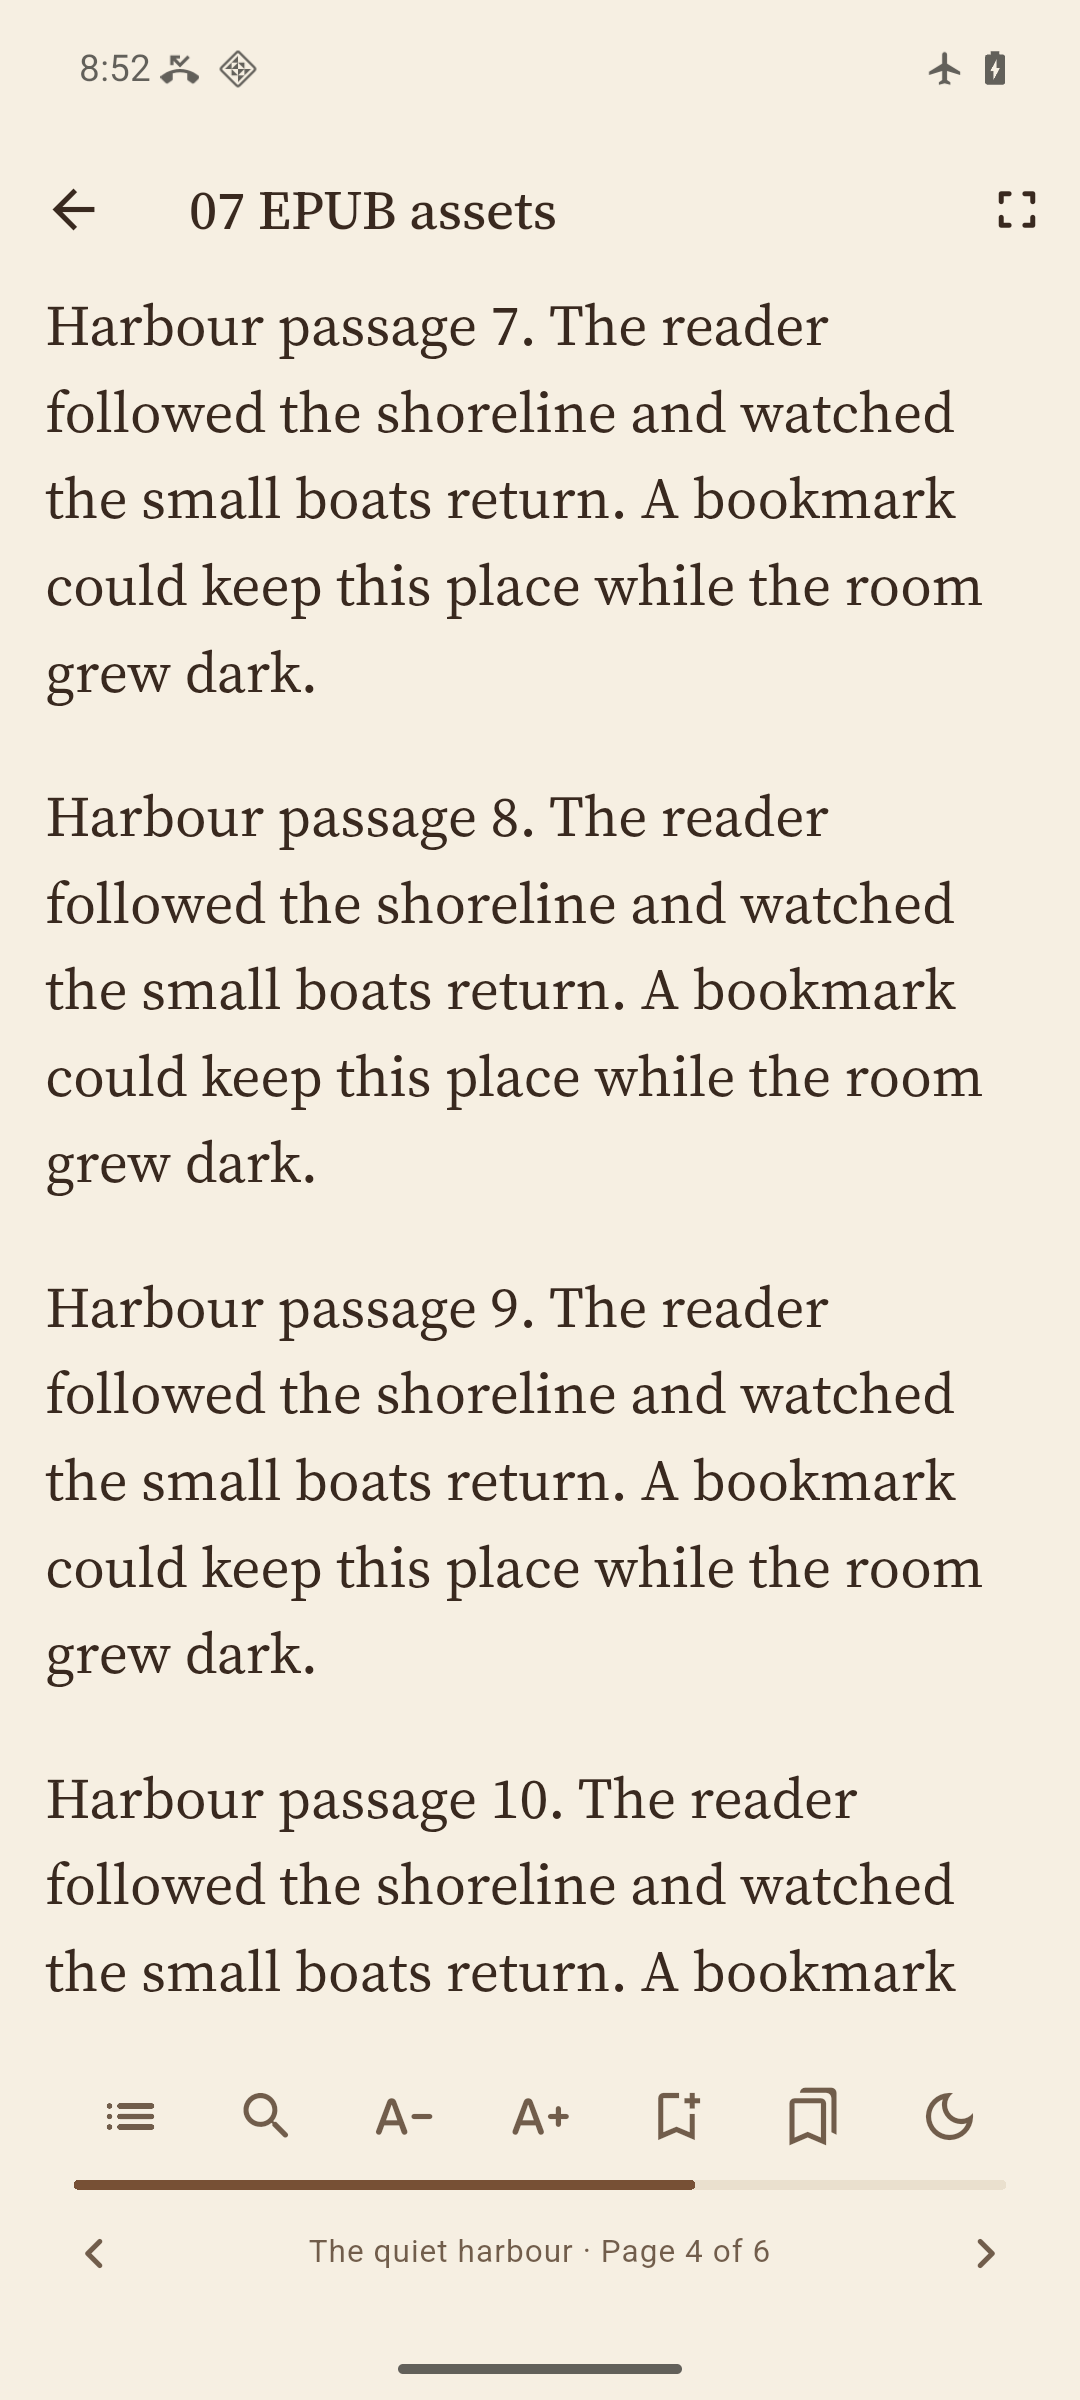 8:52
07 EPUB assets
Harbour passage 7. The reader
followed the shoreline and watched
the small boats return. A bookmark
could keep this place while the room
grew dark.
Harbour passage 8. The reader
followed the shoreline and watched
the small boats return. A bookmark
could keep this place while the room
grew dark.
Harbour passage 9. The reader
followed the shoreline and watched
the small boats return. A bookmark
could keep this place while the room
grew dark.
Harbour passage 10. The reader
followed the shoreline and watched
the small boats return. A bookmark
A- A+
The quiet harbour · Page 4 of 6